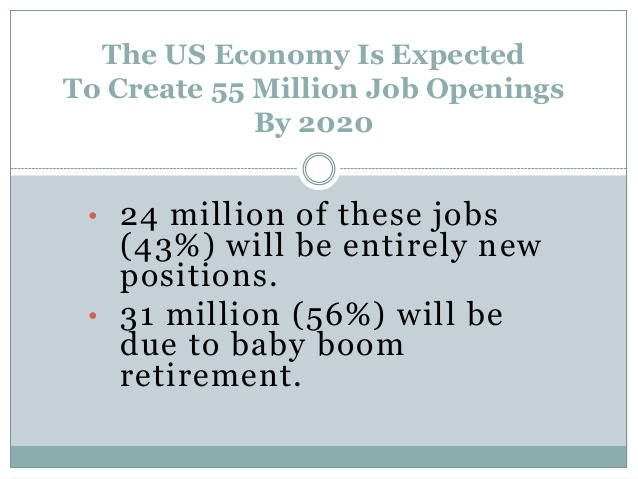 The US Economy Is Expected
To Create 55 Million Job Openings
By 2020
• 24 million of these jobs
(43%) will be entirely new
positions.
• 31 million (56%) will be
due to baby boom
retirement.